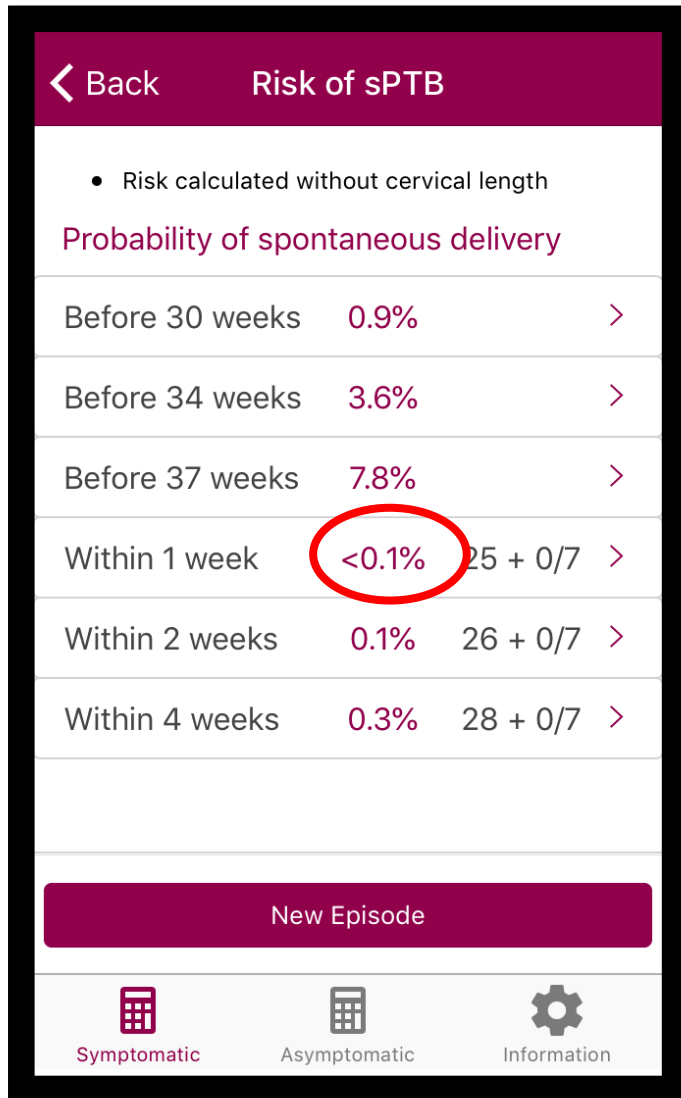 Back Risk of sPTB
• Risk calculated without cervical length
Probability of spontaneous delivery
Before 30 weeks 0.9%
Before 34 weeks 3.6%
Before 37 weeks 7.8%
Within 1 week <0.1% 25 + 0/7
Within 2 weeks 0.1% 26 + 0/7
Within 4 weeks 0.3% 28 + 0/7
New Episode
Symptomatic Asymptomatic Information